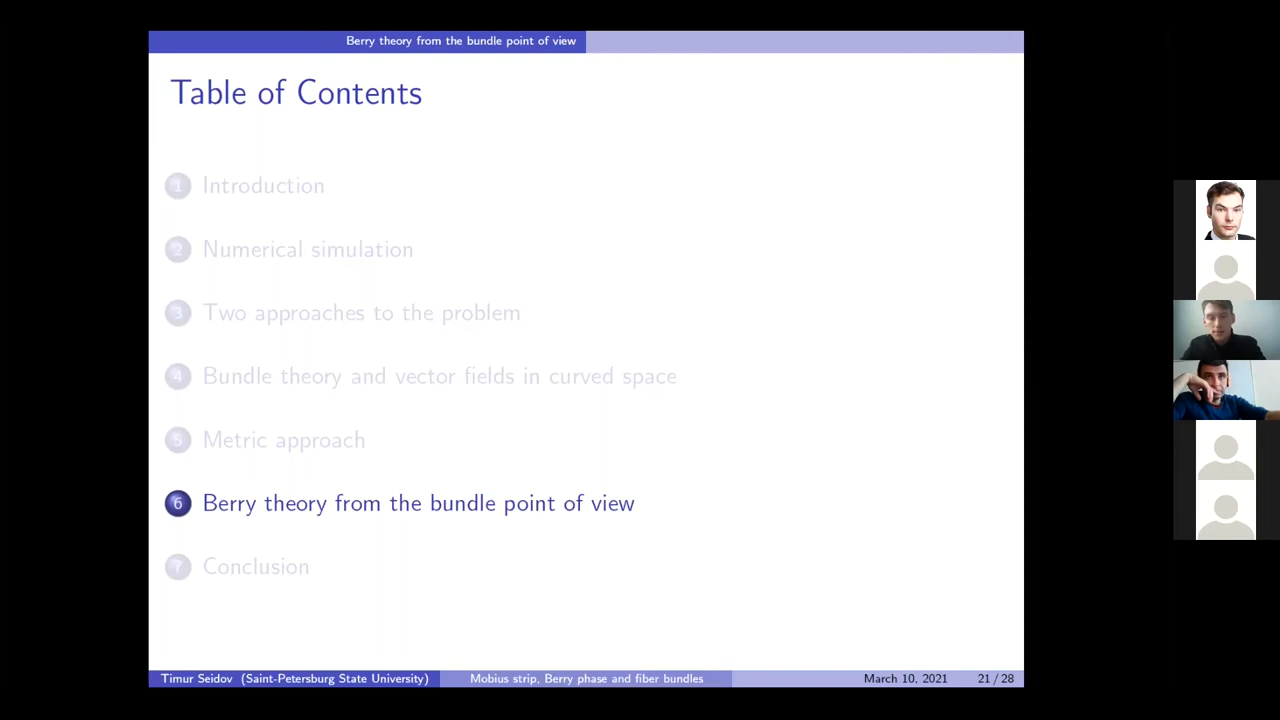 Berry theory from the bundle point of view
Table of Contents
1 Introduction
2 Numerical simulation
3 Two approaches to the problem
4 Bundle theory and vector fields in curved space
5 Metric approach
6 Berry theory from the bundle point of view
7 Conclusion
Timur Seidov (Saint-Petersburg State University) Mobius strip, Berry phase and fiber bundles March 10, 2021 21 / 28